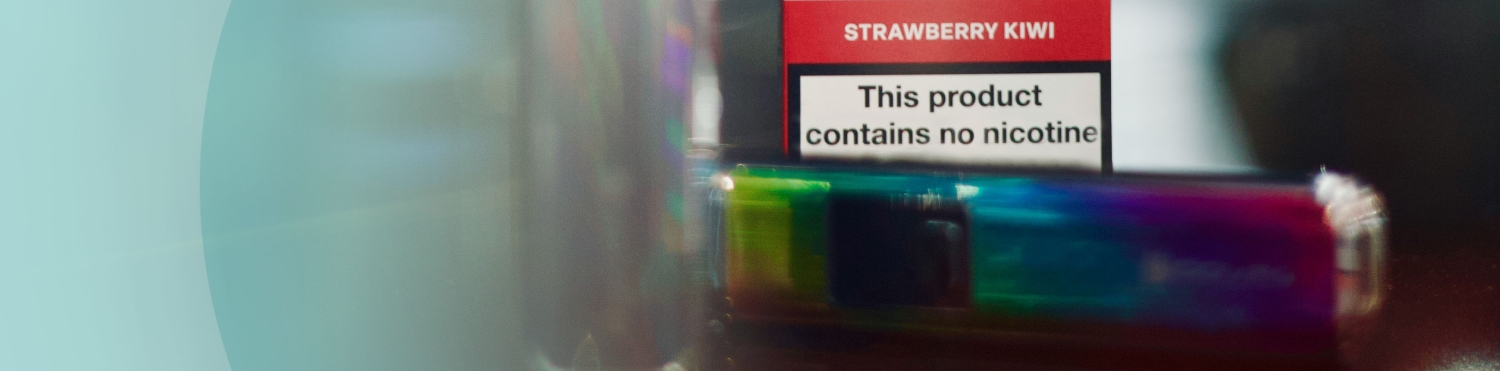 STRAWBERRY KIWI
This product
contains no nicotine